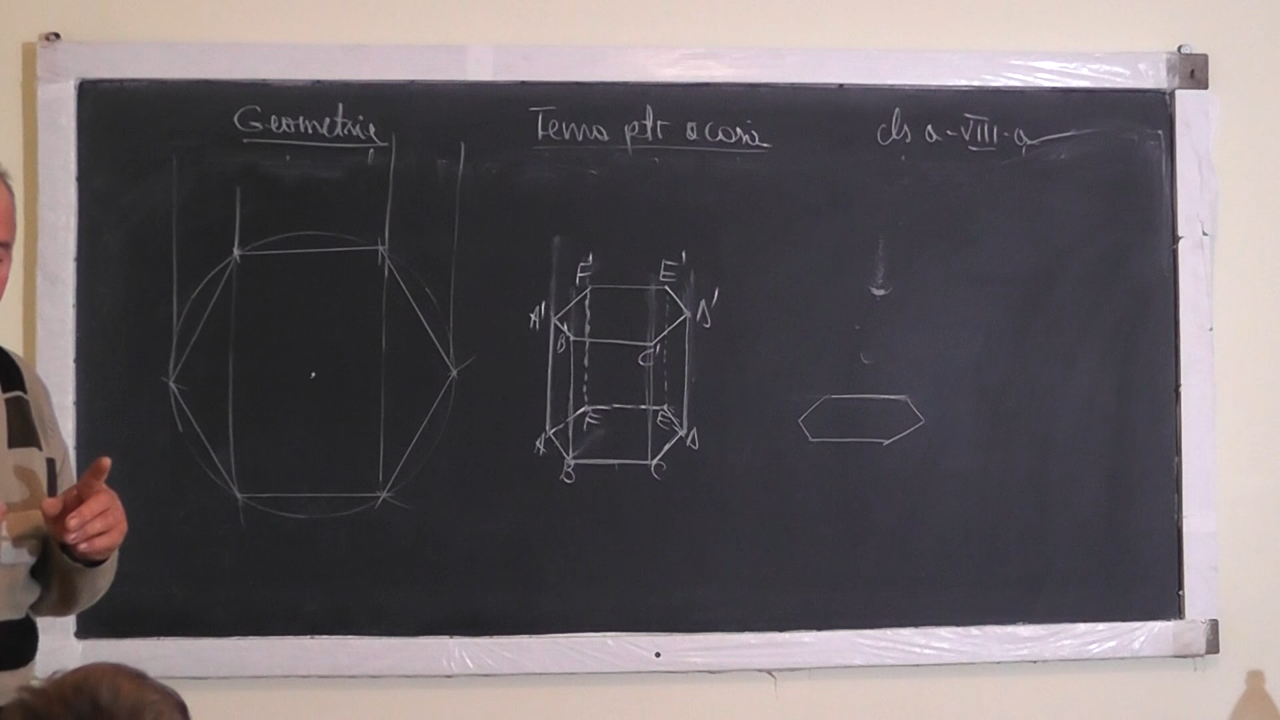 Geometrie
Tema ptr acasă
cls a-VIII-a
F' E'
A' D'
B' C'
F E
A D
B C